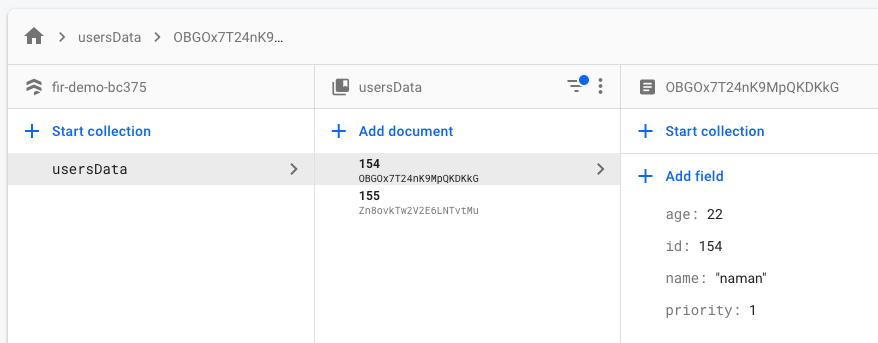 usersData
OBGOx7T24nK9…
fir-demo-bc375
usersData
OBGOx7T24nK9MpQKDKkG
Start collection
Add document
Start collection
usersData
154
OBGOx7T24nK9MpQKDKkG
155
Zn8ovkTw2V2E6LNTvtMu
Add field
age: 22
id: 154
name: "naman"
priority: 1